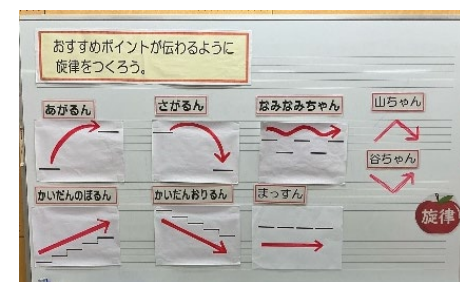 おすすめポイントが伝わるように
旋律をつくろう。
あがるん
さがるん
なみなみちゃん
山ちゃん
谷ちゃん
かいだんのぼるん
かいだんおりるん
まっすん
旋律